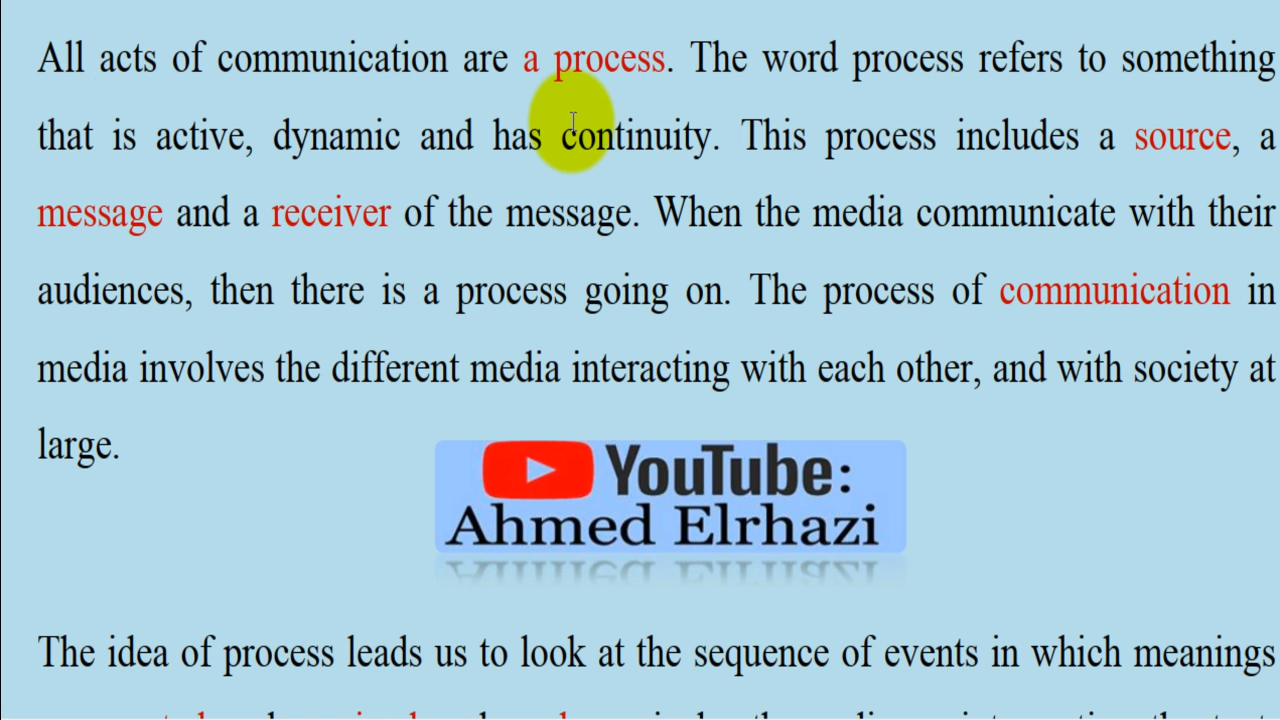 All acts of communication are a process. The word process refers to something
that is active, dynamic and has continuity. This process includes a source, a
message and a receiver of the message. When the media communicate with their
audiences, then there is a process going on. The process of communication in
media involves the different media interacting with each other, and with society at
large.
YouTube:
Ahmed Elrhazi
The idea of process leads us to look at the sequence of events in which meanings